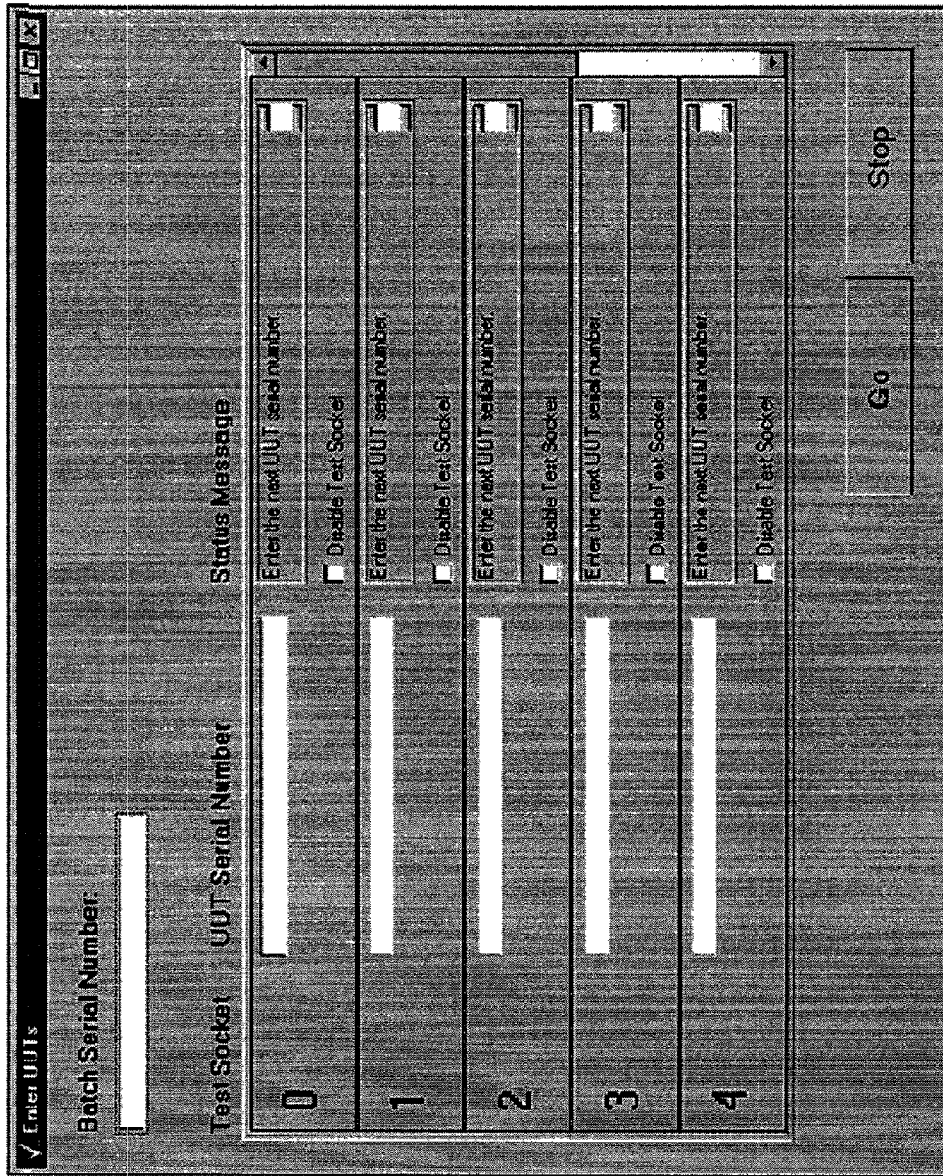 Enter UUTs
Batch Serial Number:
Test Socket UUT Serial Number Status Message
0 Enter the next UUT serial number.
Disable Test Socket
1 Enter the next UUT serial number.
Disable Test Socket
2 Enter the next UUT serial number.
Disable Test Socket
3 Enter the next UUT serial number.
Disable Test Socket
4 Enter the next UUT serial number.
Disable Test Socket
Go Stop